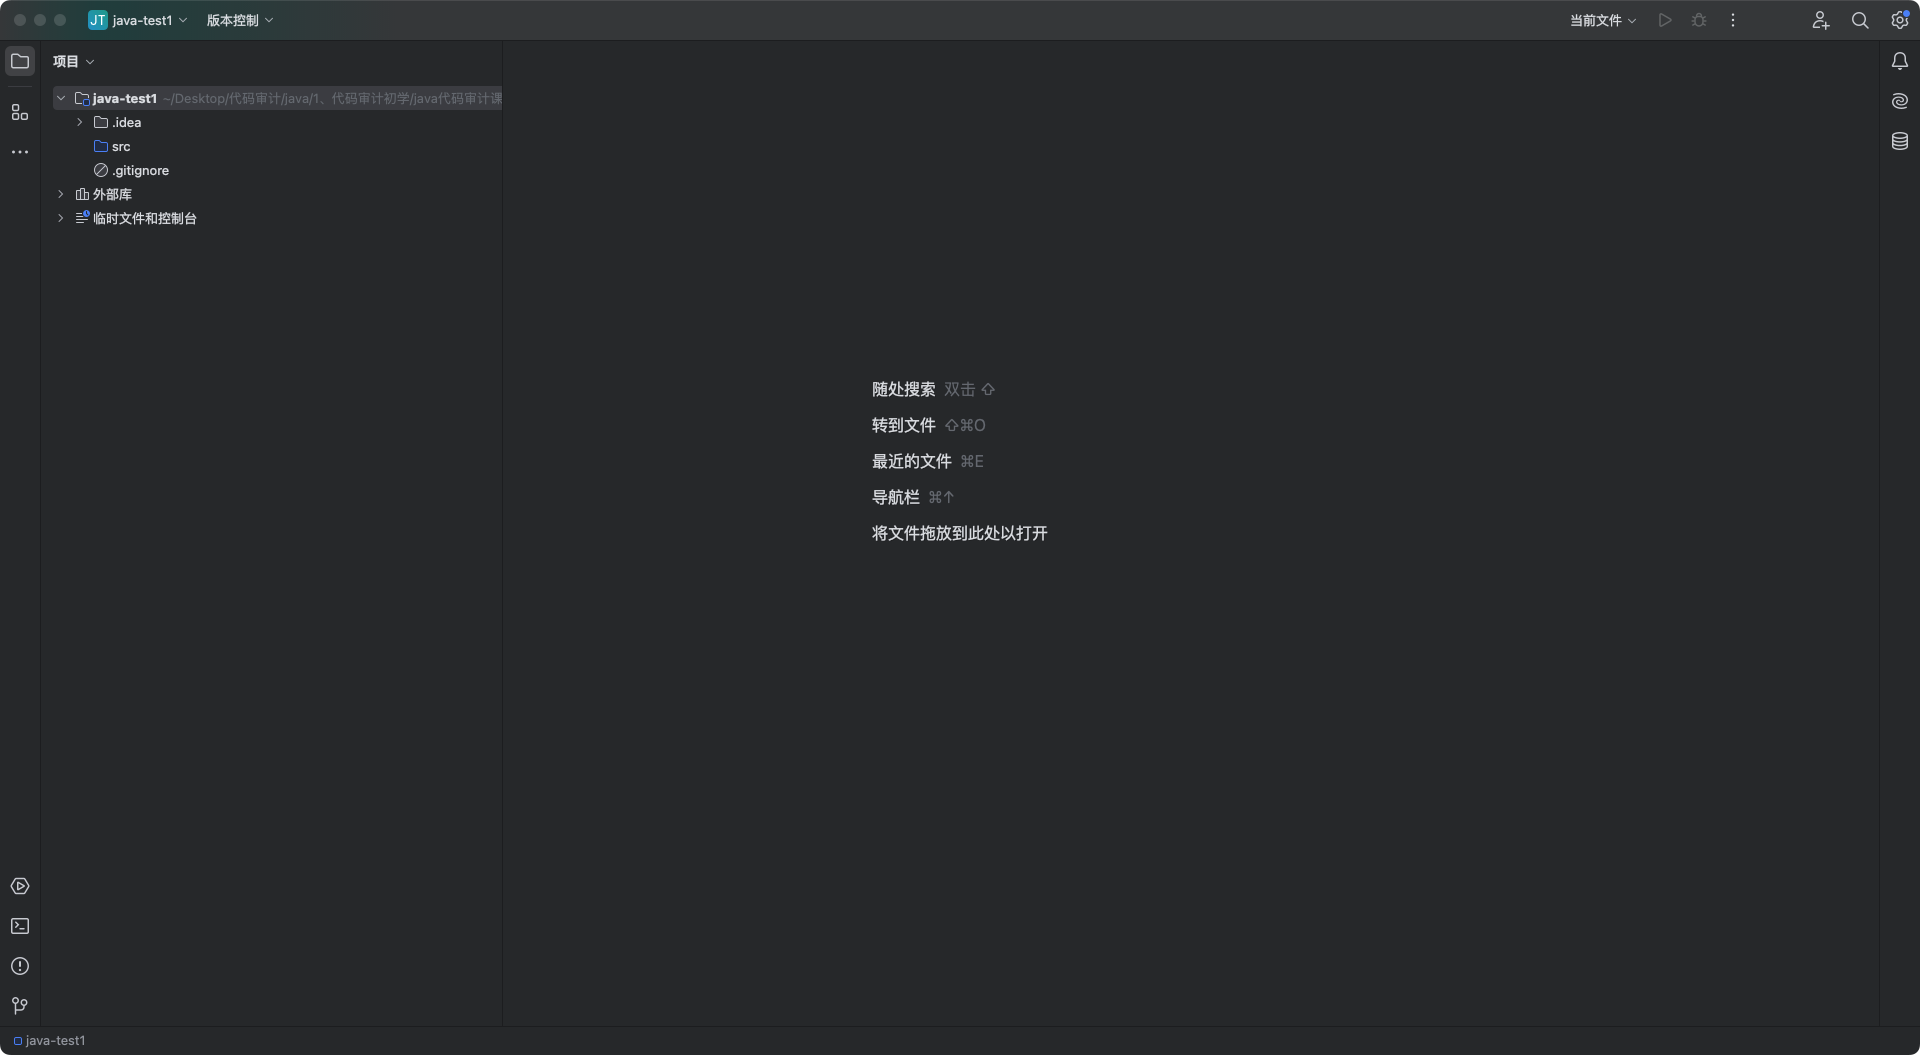 JT java-test1 版本控制 当前文件
项目
java-test1 ~/Desktop/代码审计/java/1、代码审计初学/java代码审计课
.idea
src
.gitignore
外部库
临时文件和控制台
随处搜索 双击 ⇧
转到文件 ⇧⌘O
最近的文件 ⌘E
导航栏 ⌘↑
将文件拖放到此处以打开
java-test1